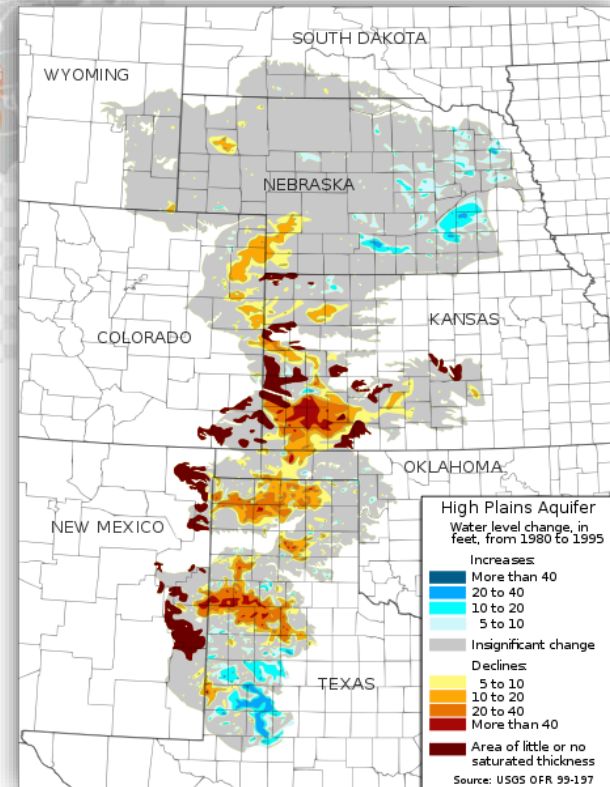 SOUTH DAKOTA
WYOMING
NEBRASKA
KANSAS
COLORADO
OKLAHOMA
NEW MEXICO
TEXAS
High Plains Aquifer
Water level change, in
feet, from 1980 to 1995
Increases:
More than 40
20 to 40
10 to 20
5 to 10
Insignificant change
Declines:
5 to 10
10 to 20
20 to 40
More than 40
Area of little or no
saturated thickness
Source: USGS OFR 99-197